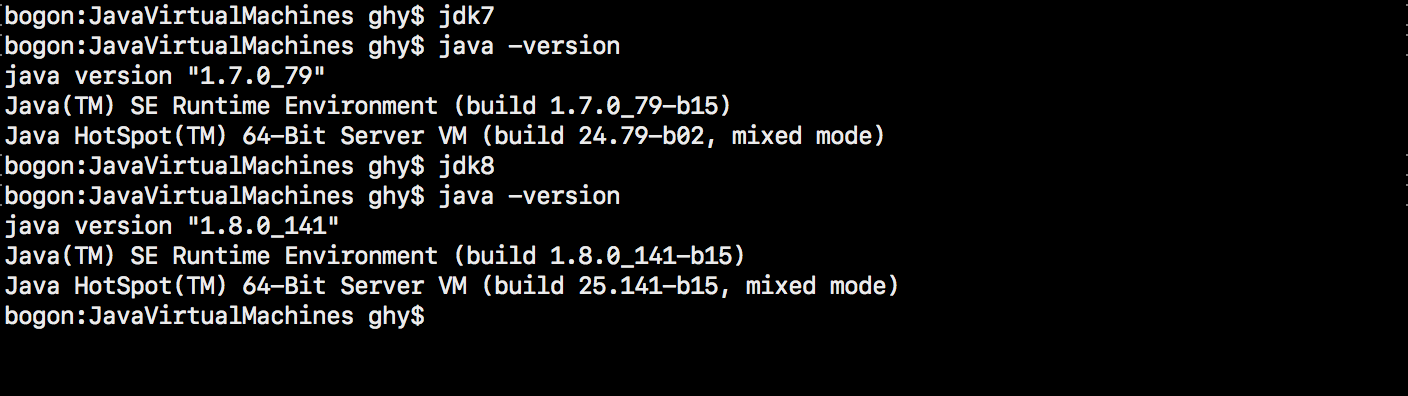 bogon:JavaVirtualMachines ghy$ jdk7
bogon:JavaVirtualMachines ghy$ java -version
java version "1.7.0_79"
Java(TM) SE Runtime Environment (build 1.7.0_79-b15)
Java HotSpot(TM) 64-Bit Server VM (build 24.79-b02, mixed mode)
bogon:JavaVirtualMachines ghy$ jdk8
bogon:JavaVirtualMachines ghy$ java -version
java version "1.8.0_141"
Java(TM) SE Runtime Environment (build 1.8.0_141-b15)
Java HotSpot(TM) 64-Bit Server VM (build 25.141-b15, mixed mode)
bogon:JavaVirtualMachines ghy$